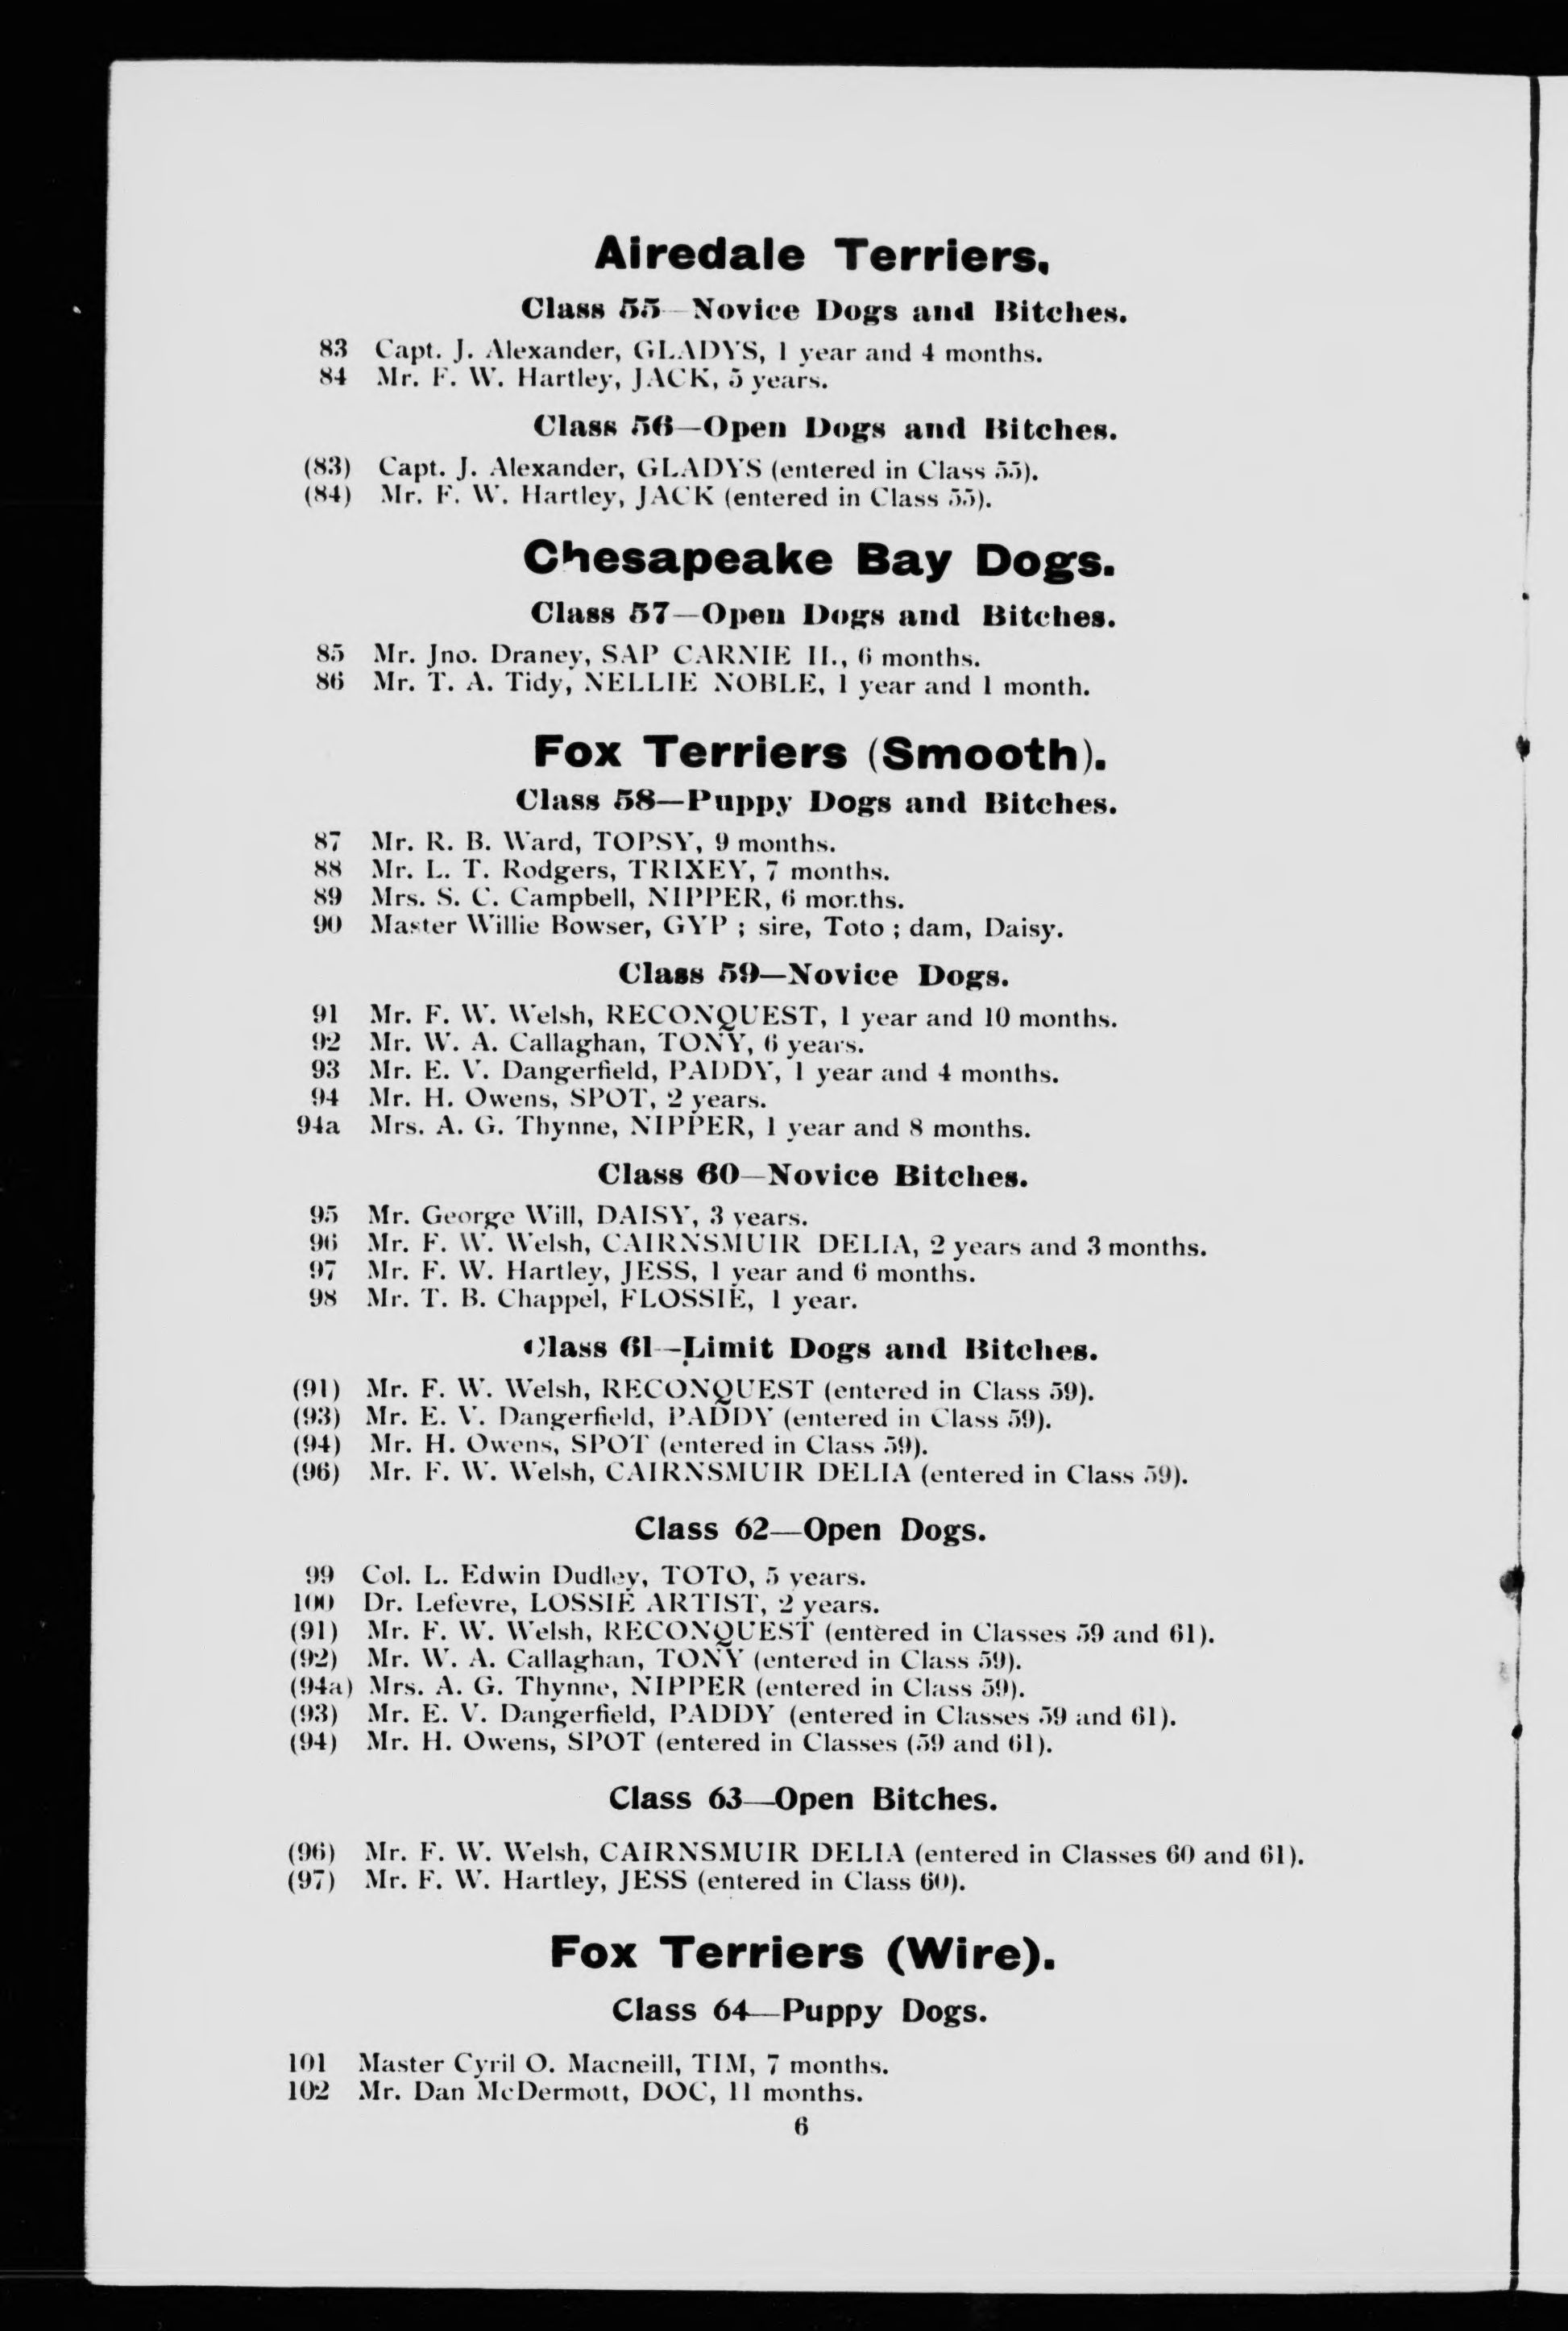 Airedale Terriers.
Class 55—Novice Dogs and Bitches.
83 Capt. J. Alexander, GLADYS, 1 year and 4 months.
84 Mr. F. W. Hartley, JACK, 5 years.
Class 56—Open Dogs and Bitches.
(83) Capt. J. Alexander, GLADYS (entered in Class 55).
(84) Mr. F. W. Hartley, JACK (entered in Class 55).
Chesapeake Bay Dogs.
Class 57—Open Dogs and Bitches.
85 Mr. Jno. Draney, SAP CARNIE II., 6 months.
86 Mr. T. A. Tidy, NELLIE NOBLE, 1 year and 1 month.
Fox Terriers (Smooth).
Class 58—Puppy Dogs and Bitches.
87 Mr. R. B. Ward, TOPSY, 9 months.
88 Mr. L. T. Rodgers, TRIXEY, 7 months.
89 Mrs. S. C. Campbell, NIPPER, 6 months.
90 Master Willie Bowser, GYP ; sire, Toto ; dam, Daisy.
Class 59—Novice Dogs.
91 Mr. F. W. Welsh, RECONQUEST, 1 year and 10 months.
92 Mr. W. A. Callaghan, TONY, 6 years.
93 Mr. E. V. Dangerfield, PADDY, 1 year and 4 months.
94 Mr. H. Owens, SPOT, 2 years.
94a Mrs. A. G. Thynne, NIPPER, 1 year and 8 months.
Class 60—Novice Bitches.
95 Mr. George Will, DAISY, 3 years.
96 Mr. F. W. Welsh, CAIRNSMUIR DELIA, 2 years and 3 months.
97 Mr. F. W. Hartley, JESS, 1 year and 6 months.
98 Mr. T. B. Chappel, FLOSSIE, 1 year.
Class 61—Limit Dogs and Bitches.
(91) Mr. F. W. Welsh, RECONQUEST (entered in Class 59).
(93) Mr. E. V. Dangerfield, PADDY (entered in Class 59).
(94) Mr. H. Owens, SPOT (entered in Class 59).
(96) Mr. F. W. Welsh, CAIRNSMUIR DELIA (entered in Class 59).
Class 62—Open Dogs.
99 Col. L. Edwin Dudley, TOTO, 5 years.
100 Dr. Lefevre, LOSSIE ARTIST, 2 years.
(91) Mr. F. W. Welsh, RECONQUEST (entered in Classes 59 and 61).
(92) Mr. W. A. Callaghan, TONY (entered in Class 59).
(94a) Mrs. A. G. Thynne, NIPPER (entered in Class 59).
(93) Mr. E. V. Dangerfield, PADDY (entered in Classes 59 and 61).
(94) Mr. H. Owens, SPOT (entered in Classes (59 and 61).
Class 63—Open Bitches.
(96) Mr. F. W. Welsh, CAIRNSMUIR DELIA (entered in Classes 60 and 61).
(97) Mr. F. W. Hartley, JESS (entered in Class 60).
Fox Terriers (Wire).
Class 64—Puppy Dogs.
101 Master Cyril O. Macneill, TIM, 7 months.
102 Mr. Dan McDermott, DOC, 11 months.
6